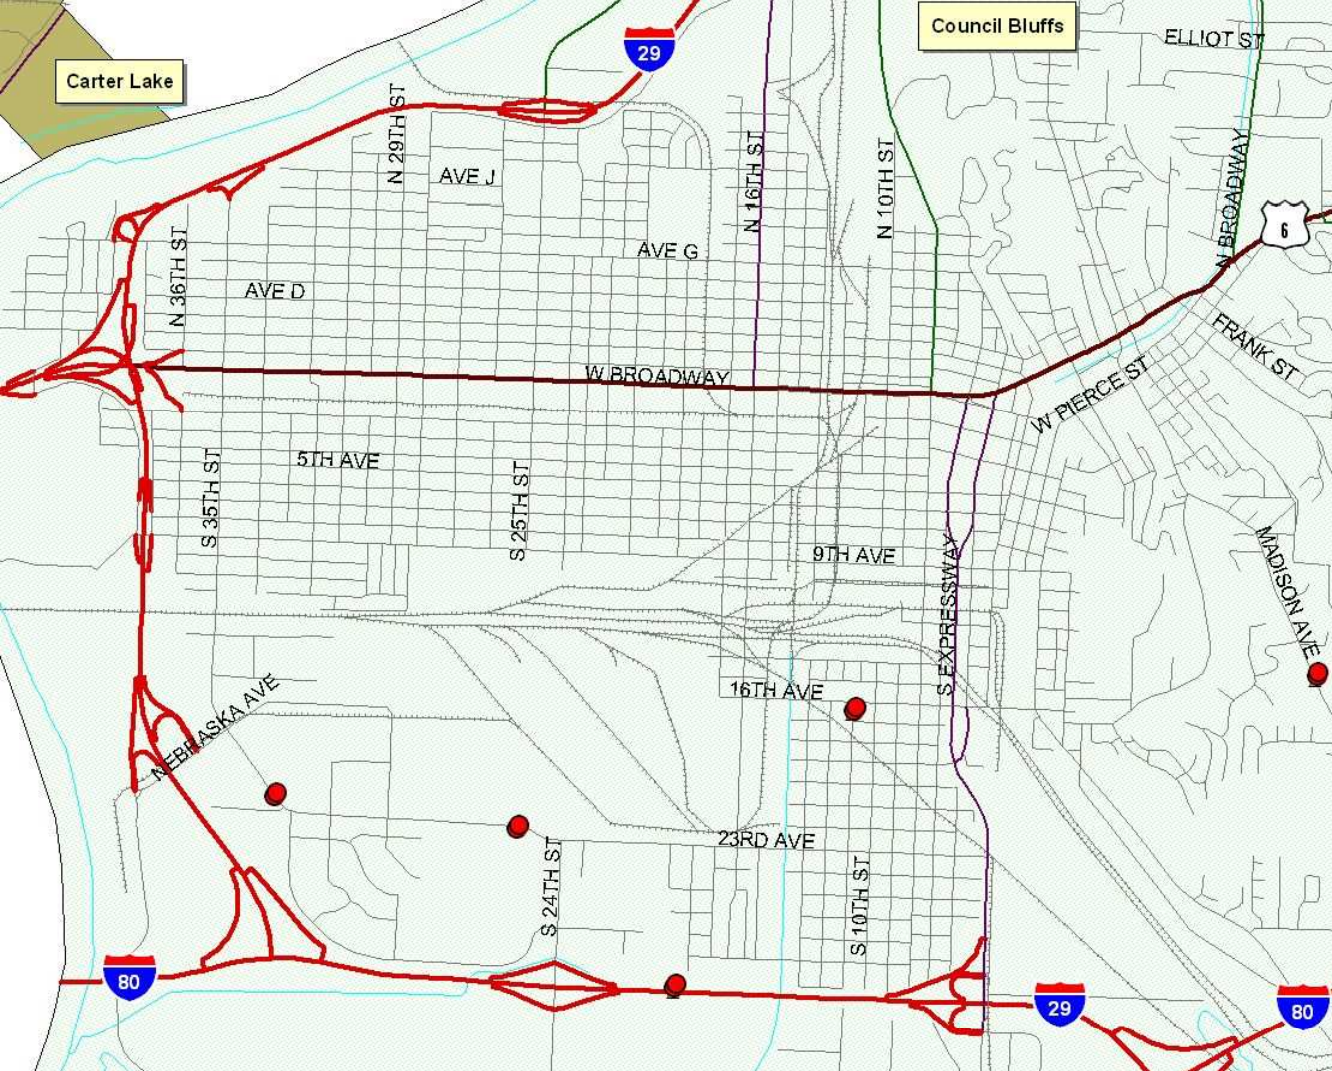 Council Bluffs
ELLIOT ST
29
Carter Lake
N 29TH ST
N 16TH ST
N 10TH ST
N BROADWAY
AVE J
6
N 36TH ST
AVE G
AVE D
FRANK ST
W BROADWAY
W PIERCE ST
5TH AVE
S 35TH ST
S 25TH ST
9TH AVE
MADISON AVE
S EXPRESSWAY
16TH AVE
NEBRASKA AVE
23RD AVE
S 24TH ST
S 10TH ST
80
29
80